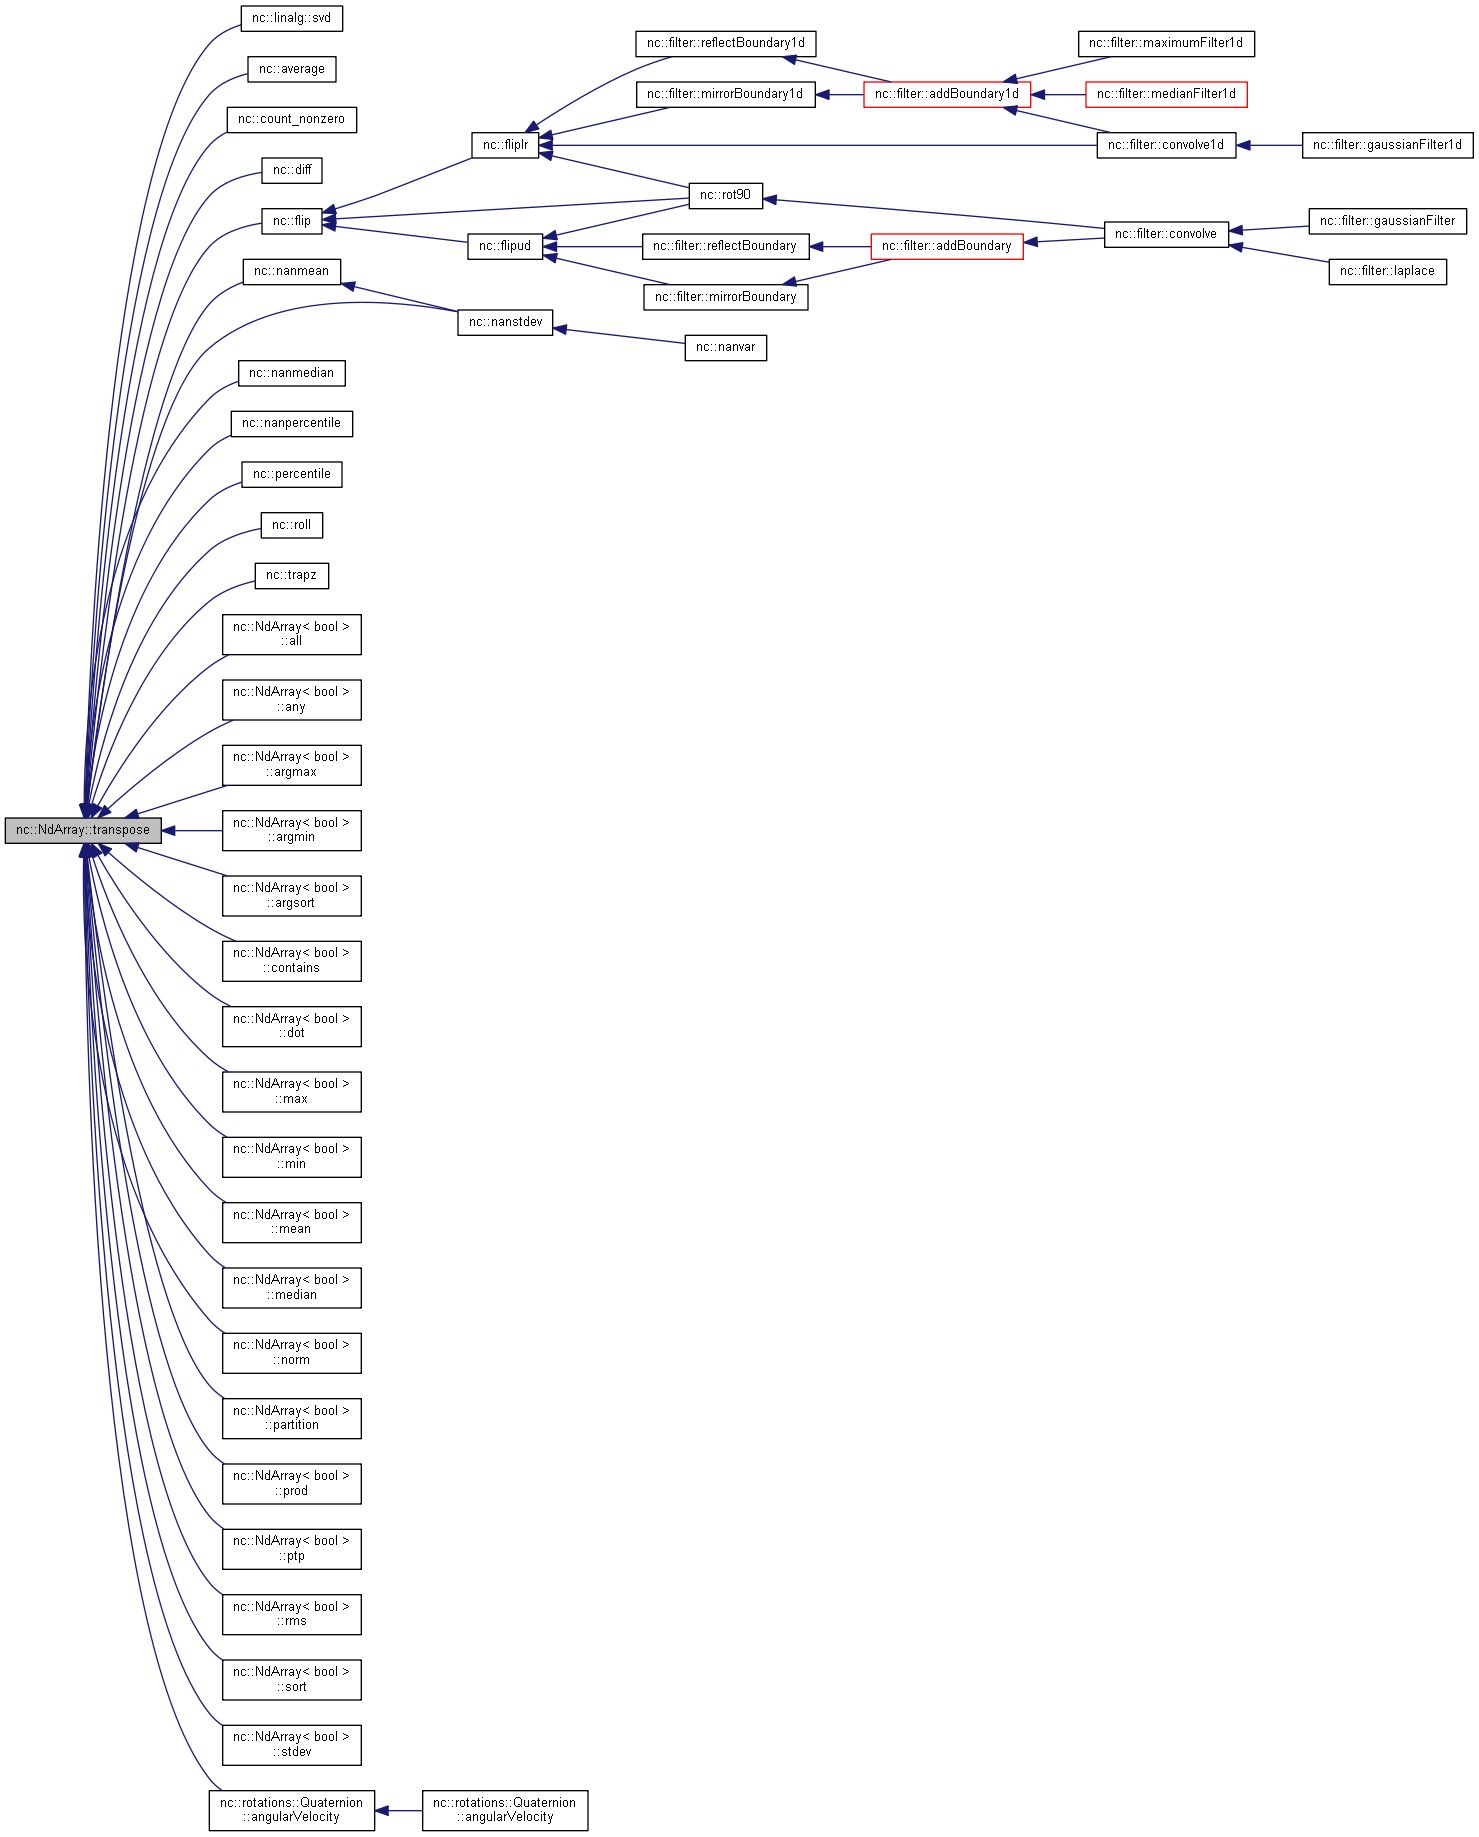 nc::linalg::svd
nc::average
nc::count_nonzero
nc::diff
nc::flip
nc::nanmean
nc::nanmedian
nc::nanpercentile
nc::percentile
nc::roll
nc::trapz
nc::NdArray< bool >
::all
nc::NdArray< bool >
::any
nc::NdArray< bool >
::argmax
nc::NdArray::transpose
nc::NdArray< bool >
::argmin
nc::NdArray< bool >
::argsort
nc::NdArray< bool >
::contains
nc::NdArray< bool >
::dot
nc::NdArray< bool >
::max
nc::NdArray< bool >
::min
nc::NdArray< bool >
::mean
nc::NdArray< bool >
::median
nc::NdArray< bool >
::norm
nc::NdArray< bool >
::partition
nc::NdArray< bool >
::prod
nc::NdArray< bool >
::ptp
nc::NdArray< bool >
::rms
nc::NdArray< bool >
::sort
nc::NdArray< bool >
::stdev
nc::rotations::Quaternion
::angularVelocity
nc::rotations::Quaternion
::angularVelocity
nc::fliplr
nc::flipud
nc::nanstdev
nc::filter::reflectBoundary1d
nc::filter::mirrorBoundary1d
nc::rot90
nc::filter::reflectBoundary
nc::filter::mirrorBoundary
nc::nanvar
nc::filter::addBoundary1d
nc::filter::addBoundary
nc::filter::maximumFilter1d
nc::filter::medianFilter1d
nc::filter::convolve1d
nc::filter::convolve
nc::filter::gaussianFilter1d
nc::filter::gaussianFilter
nc::filter::laplace